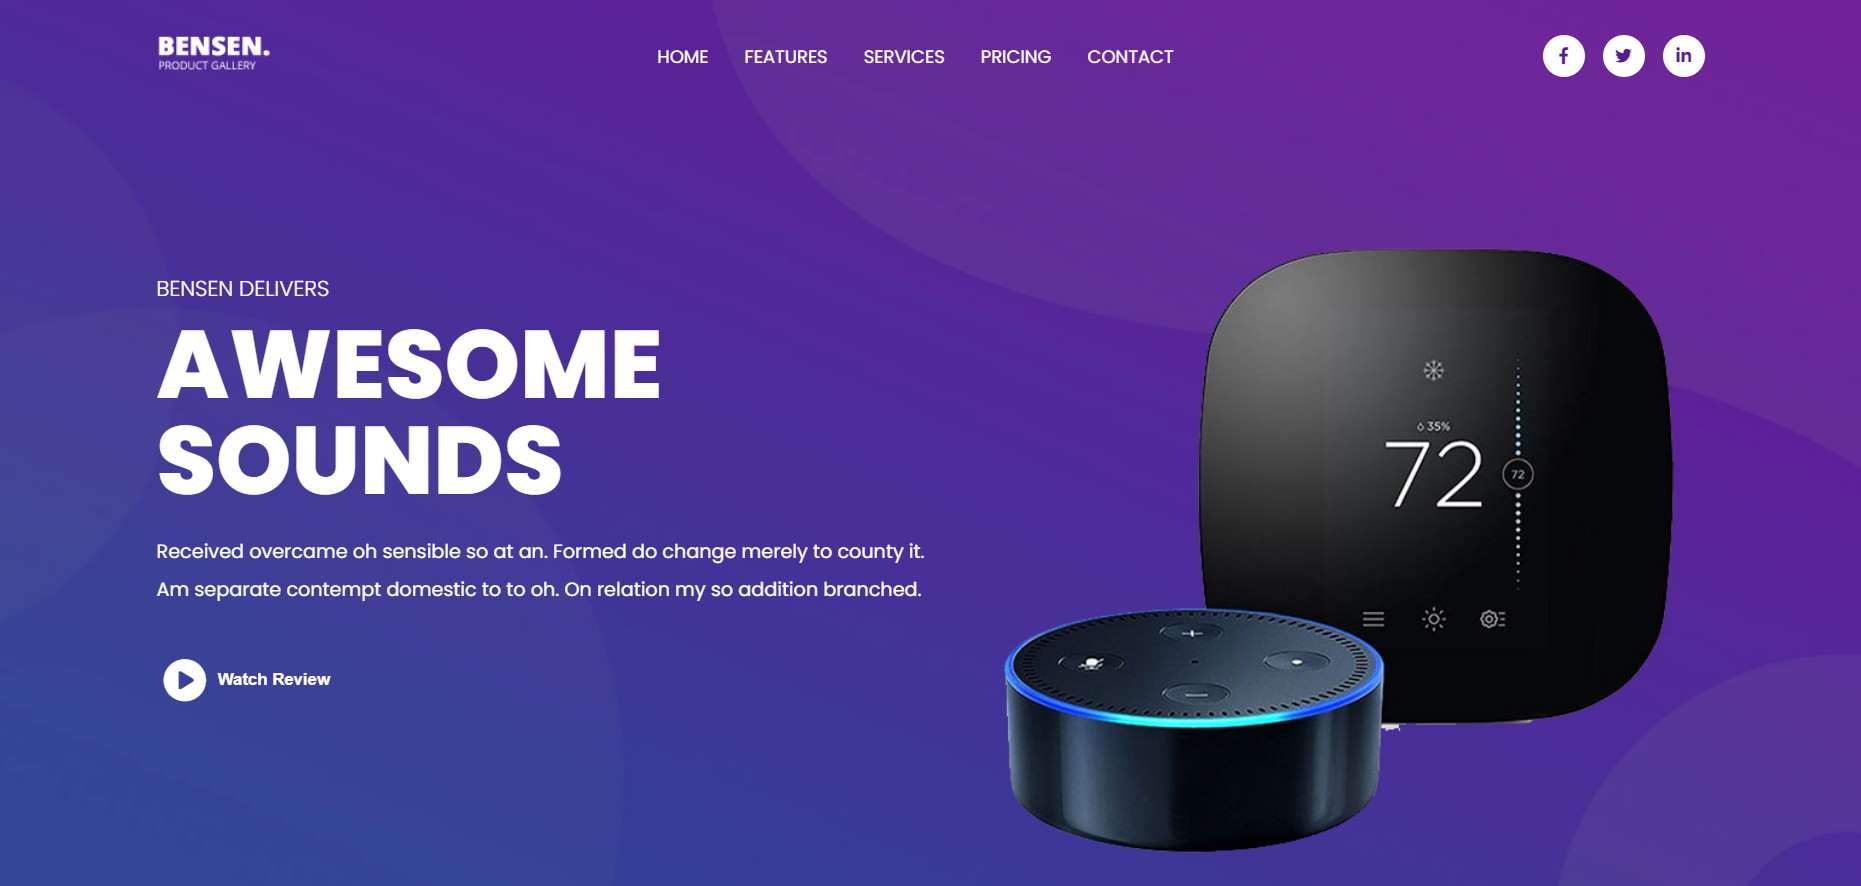 BENSEN.
PRODUCT GALLERY
HOME FEATURES SERVICES PRICING CONTACT
BENSEN DELIVERS
AWESOME
SOUNDS
Received overcame oh sensible so at an. Formed do change merely to county it.
Am separate contempt domestic to to oh. On relation my so addition branched.
Watch Review
35%
72
72